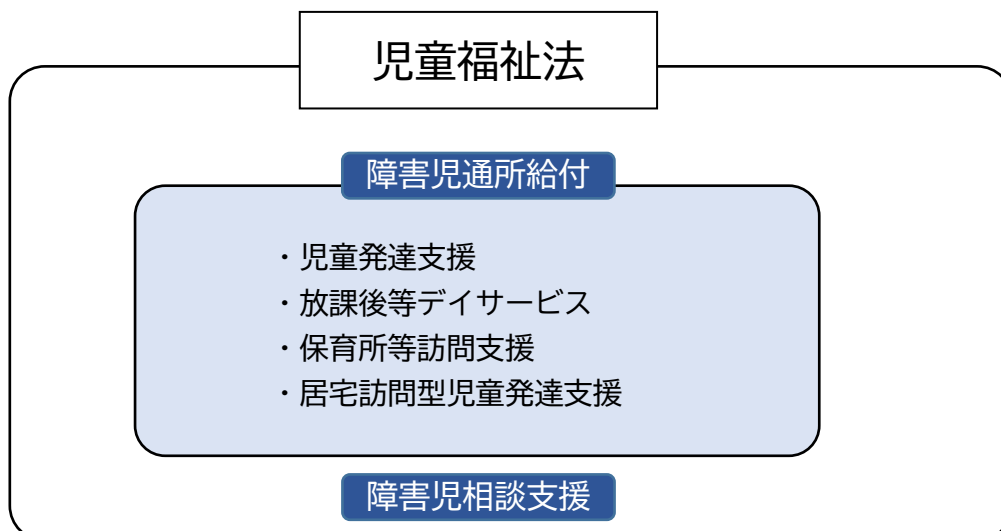 児童福祉法
障害児通所給付
・児童発達支援
・放課後等デイサービス
・保育所等訪問支援
・居宅訪問型児童発達支援
障害児相談支援